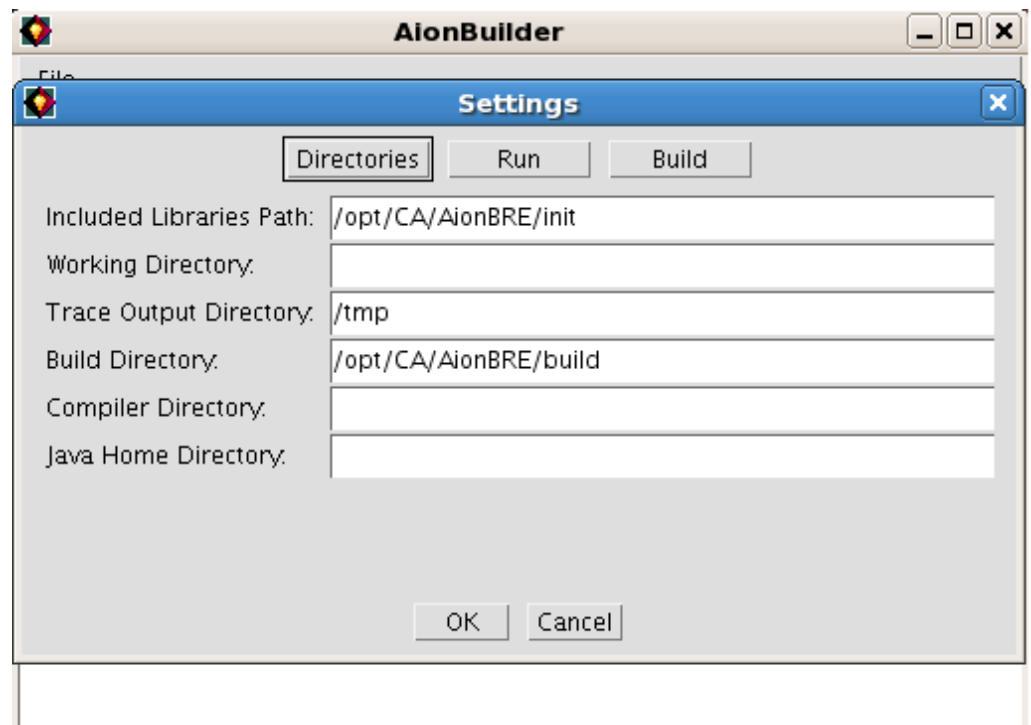 AionBuilder
File
Settings
Directories Run Build
Included Libraries Path: /opt/CA/AionBRE/init
Working Directory:
Trace Output Directory: /tmp
Build Directory: /opt/CA/AionBRE/build
Compiler Directory:
Java Home Directory:
OK Cancel